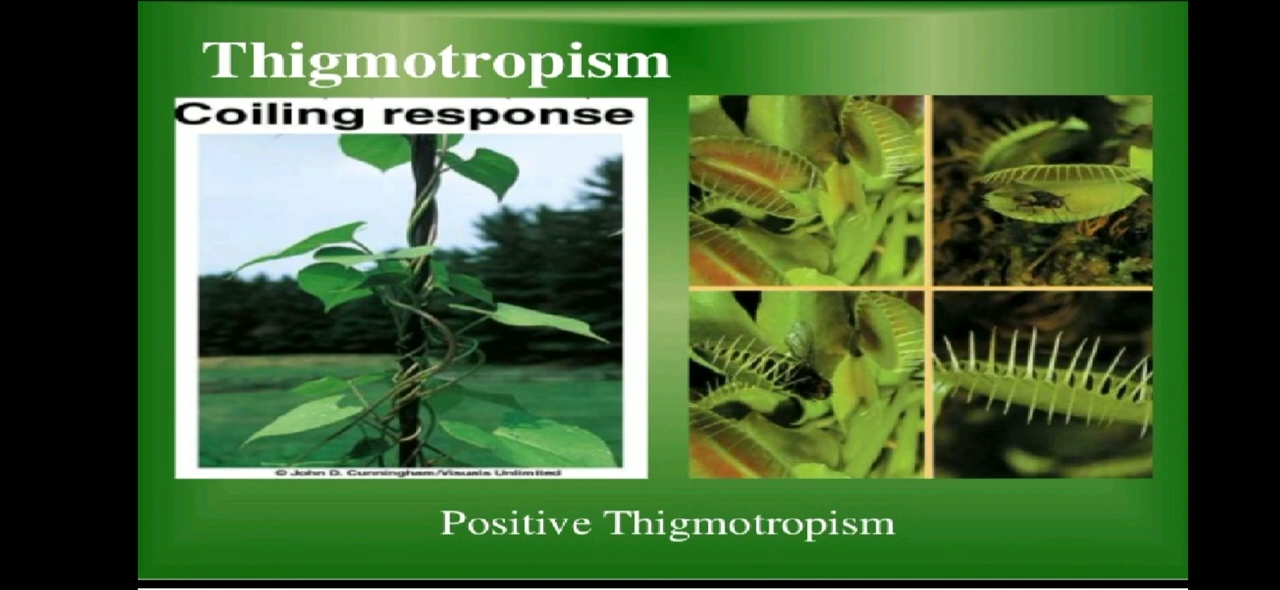 Thigmotropism
Coiling response
© John D. Cunningham/Visuals Unlimited
Positive Thigmotropism